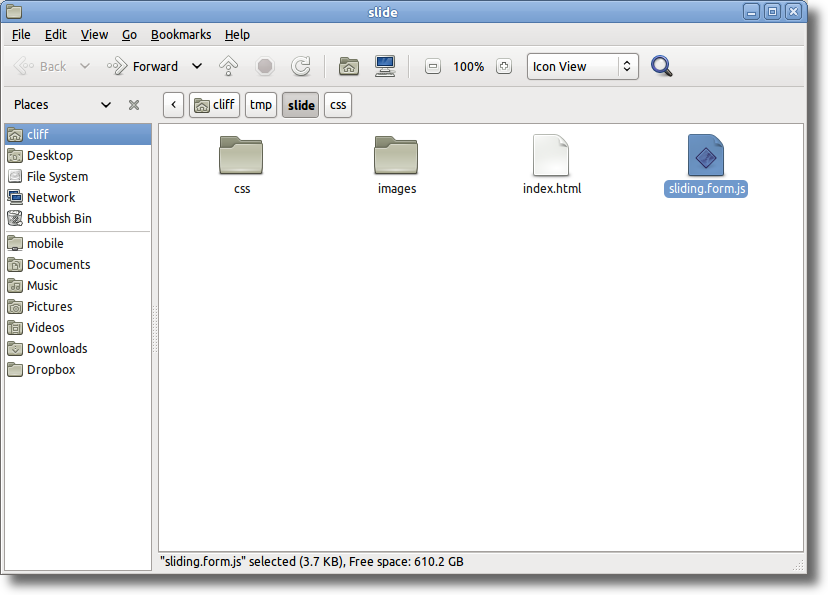 slide
File Edit View Go Bookmarks Help
Back Forward 100% Icon View
Places cliff tmp slide css
cliff
Desktop
File System
Network
Rubbish Bin
mobile
Documents
Music
Pictures
Videos
Downloads
Dropbox
css images index.html sliding.form.js
"sliding.form.js" selected (3.7 KB), Free space: 610.2 GB